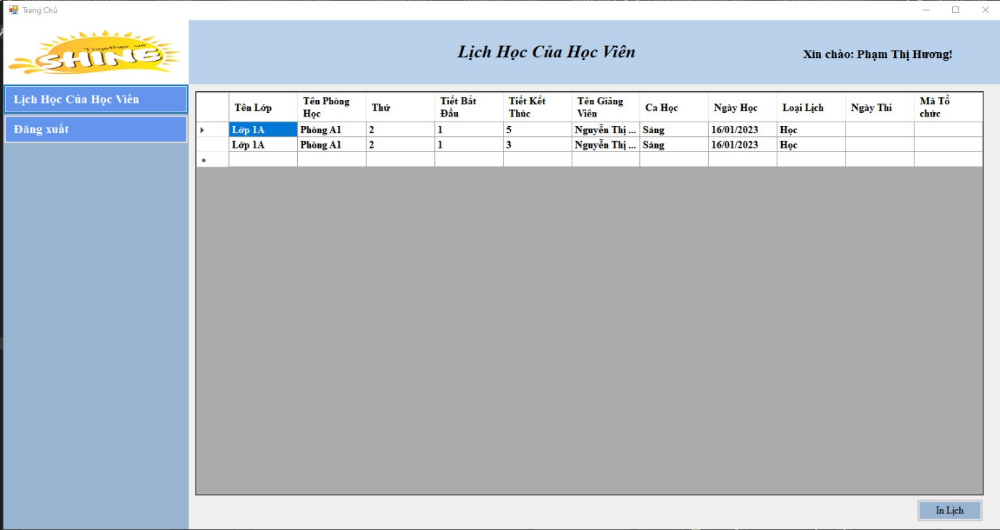 Trang Chủ
Together we
SHINE
Lịch Học Của Học Viên
Xin chào: Phạm Thị Hương!
Lịch Học Của Học Viên
Đăng xuất
Tên Lớp Tên Phòng Học Thứ Tiết Bắt Đầu Tiết Kết Thúc Tên Giảng Viên Ca Học Ngày Học Loại Lịch Ngày Thi Mã Tổ chức
Lớp 1A Phòng A1 2 1 5 Nguyễn Thị ... Sáng 16/01/2023 Học
Lớp 1A Phòng A1 2 1 3 Nguyễn Thị ... Sáng 16/01/2023 Học
In Lịch